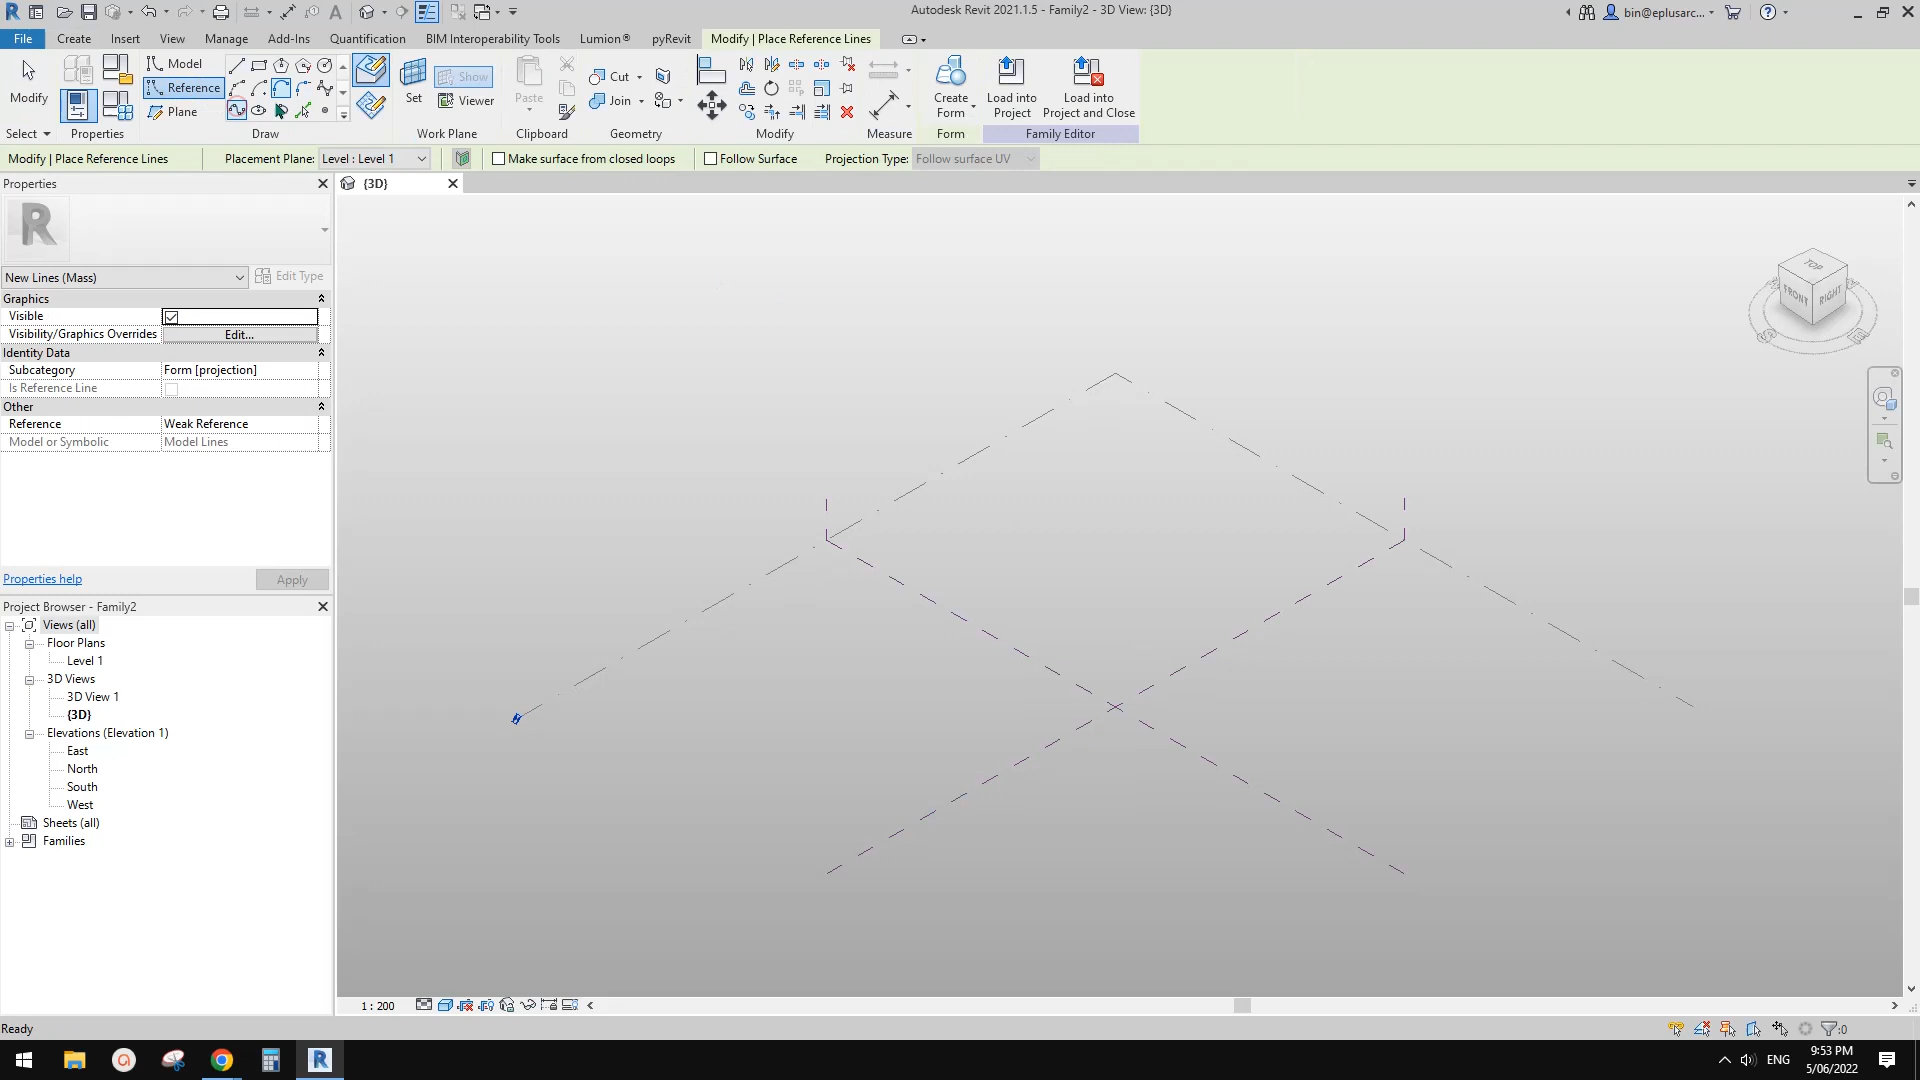 Autodesk Revit 2021.1.5 - Family2 - 3D View: {3D}
bin@eplusarc...
File
Create
Insert
View
Manage
Add-Ins
Quantification
BIM Interoperability Tools
Lumion®
pyRevit
Modify | Place Reference Lines
Modify
Select
Properties
Model
Reference
Plane
Draw
Set
Show
Viewer
Work Plane
Paste
Clipboard
Cut
Join
Geometry
Modify
Measure
Create
Form
Form
Load into
Project
Load into
Project and Close
Family Editor
Modify | Place Reference Lines
Placement Plane:
Level : Level 1
Make surface from closed loops
Follow Surface
Projection Type:
Follow surface UV
Properties
{3D}
R
New Lines (Mass)
Edit Type
Graphics
Visible
Visibility/Graphics Overrides
Edit...
Identity Data
Subcategory
Form [projection]
Is Reference Line
Other
Reference
Weak Reference
Model or Symbolic
Model Lines
Properties help
Apply
Project Browser - Family2
Views (all)
Floor Plans
Level 1
3D Views
3D View 1
{3D}
Elevations (Elevation 1)
East
North
South
West
Sheets (all)
Families
TOP
FRONT
RIGHT
S
E
1 : 200
Ready
:0
ENG
9:53 PM
5/06/2022